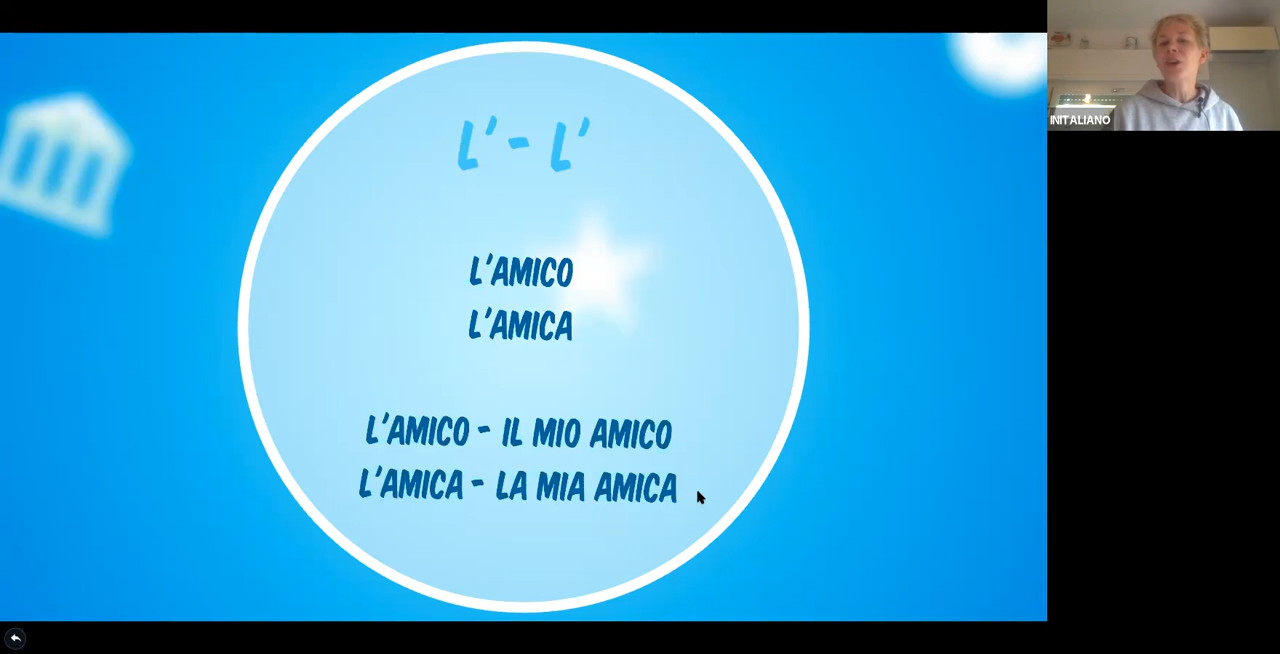 L' - L'
L'AMICO
L'AMICA
L'AMICO - IL MIO AMICO
L'AMICA - LA MIA AMICA
INITALIANO